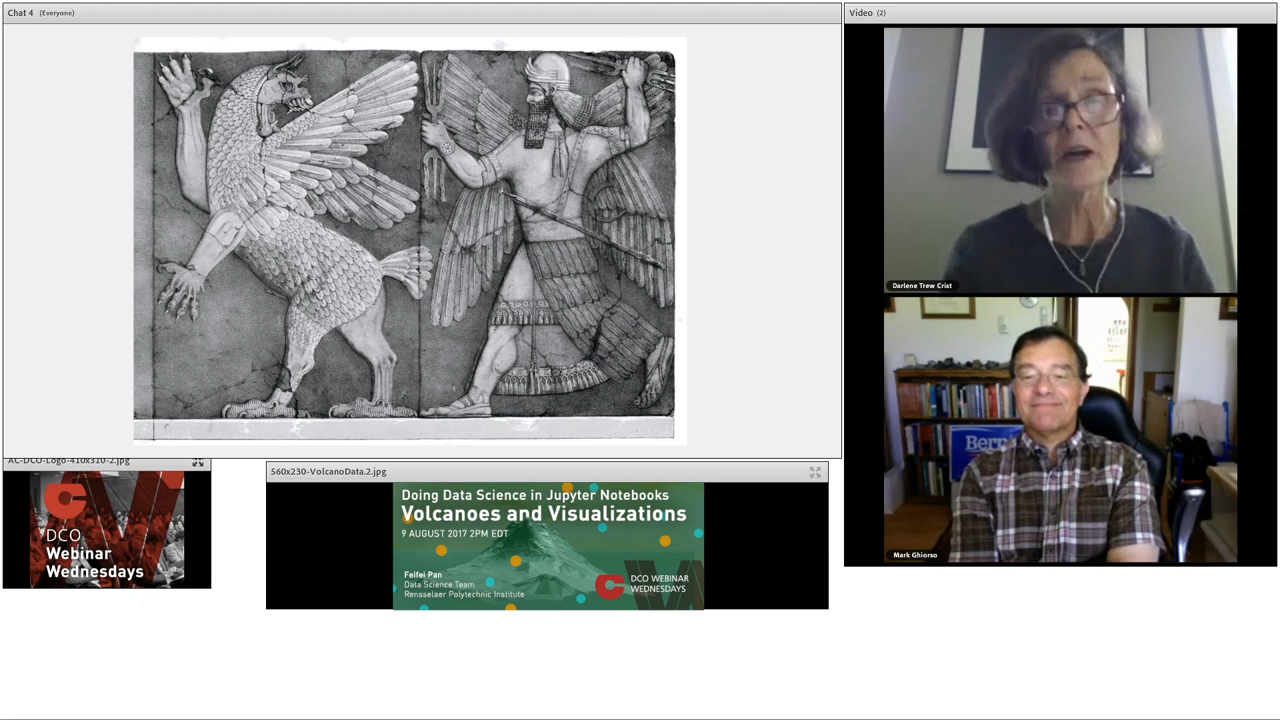 Chat 4 (Everyone)
Video (2)
Darlene Trew Crist
Bern
Mark Ghiorso
AC-DCO-Logo-410x310-2.jpg
DCO
Webinar
Wednesdays
560x230-VolcanoData.2.jpg
Doing Data Science in Jupyter Notebooks
Volcanoes and Visualizations
9 AUGUST 2017 2PM EDT
Feifei Pan
Data Science Team
Rensselaer Polytechnic Institute
DCO WEBINAR
WEDNESDAYS